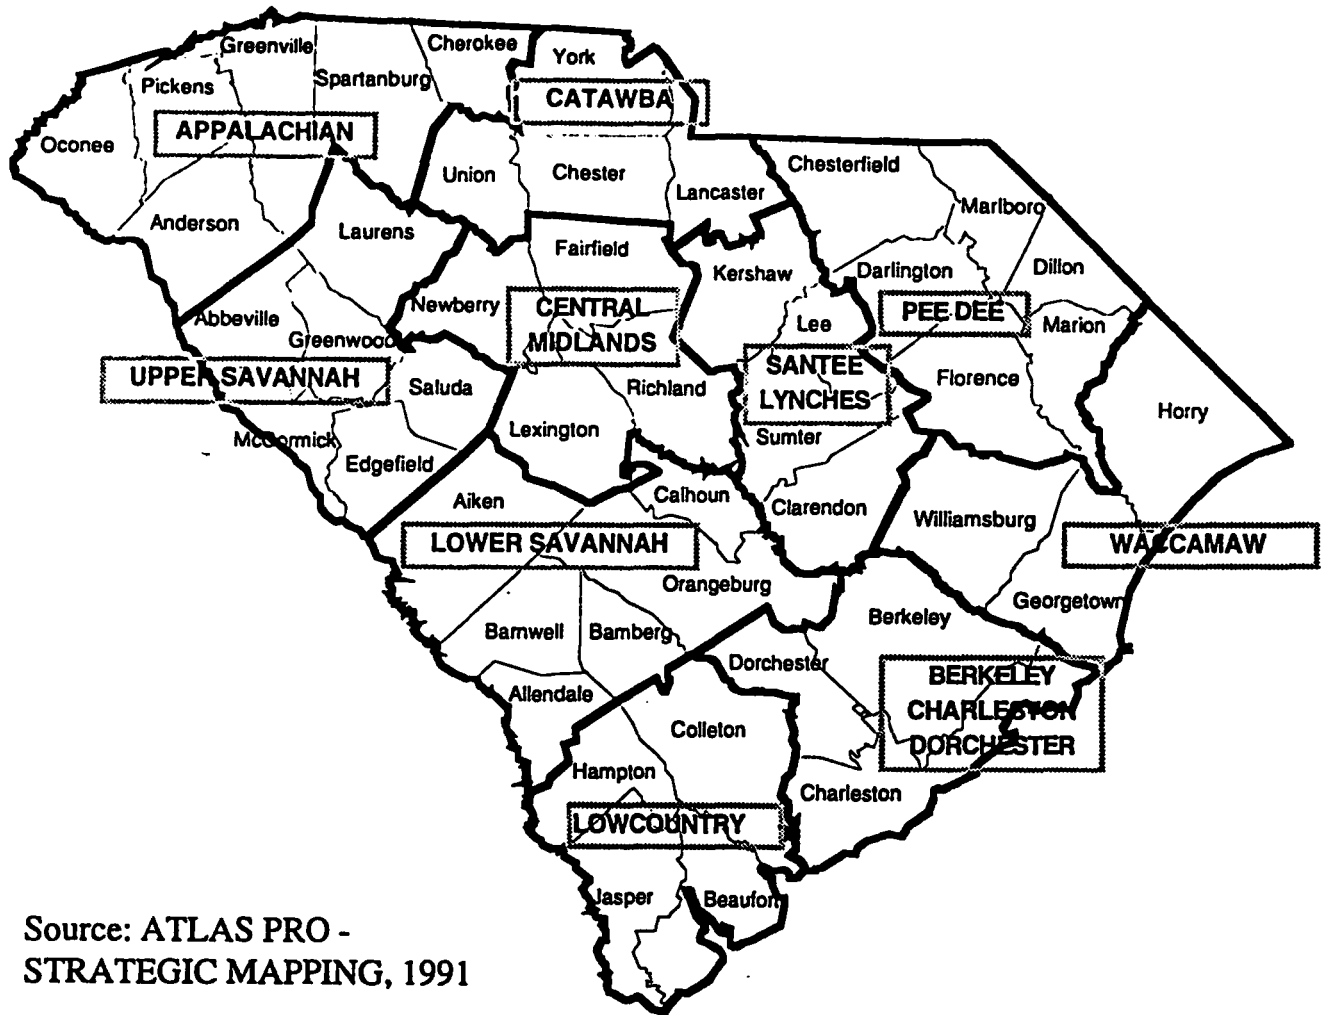 Greenville
Cherokee
York
Pickens
Spartanburg
CATAWBA
APPALACHIAN
Oconee
Union
Chester
Lancaster
Chesterfield
Marlboro
Anderson
Laurens
Fairfield
Kershaw
Darlington
Dillon
Abbeville
Newberry
CENTRAL
MIDLANDS
Lee
PEE DEE
Marion
Greenwood
UPPER SAVANNAH
Saluda
Richland
SANTEE
LYNCHES
Florence
Horry
McCormick
Edgefield
Lexington
Sumter
Aiken
Calhoun
Clarendon
Williamsburg
LOWER SAVANNAH
WACCAMAW
Orangeburg
Georgetown
Barnwell
Bamberg
Berkeley
Dorchester
BERKELEY
CHARLESTON
DORCHESTER
Allendale
Colleton
Hampton
Charleston
LOWCOUNTRY
Jasper
Beaufort
Source: ATLAS PRO -
STRATEGIC MAPPING, 1991